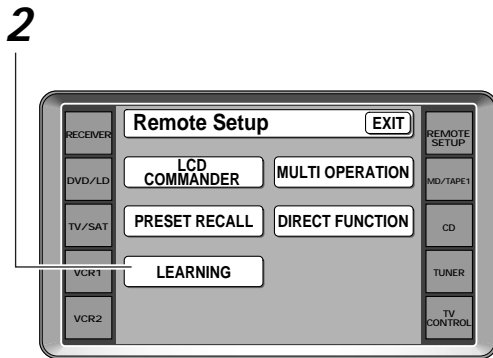 2
Remote Setup EXIT
RECEIVER
DVD/LD
TV/SAT
VCR1
VCR2
LCD
COMMANDER
MULTI OPERATION
PRESET RECALL
DIRECT FUNCTION
LEARNING
REMOTE
SETUP
MD/TAPE1
CD
TUNER
TV
CONTROL